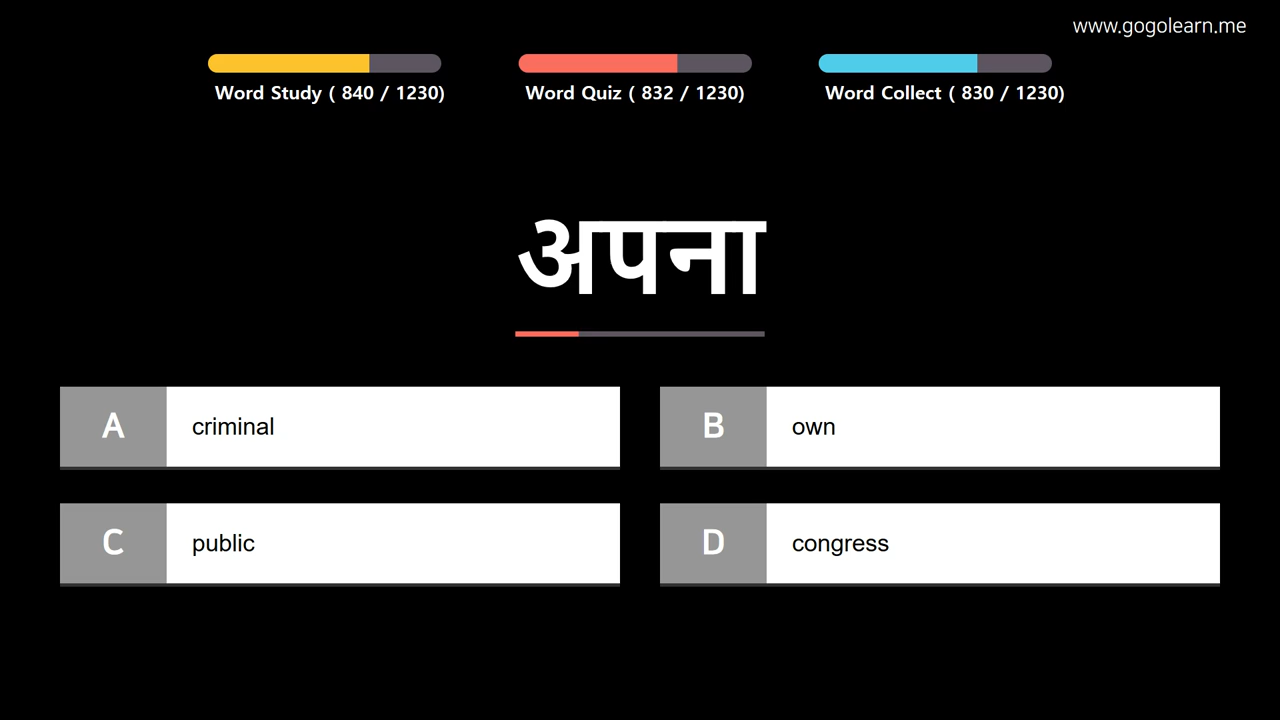 www.gogolearn.me
Word Study ( 840 / 1230)
Word Quiz ( 832 / 1230)
Word Collect ( 830 / 1230)
अपना
A criminal
B own
C public
D congress